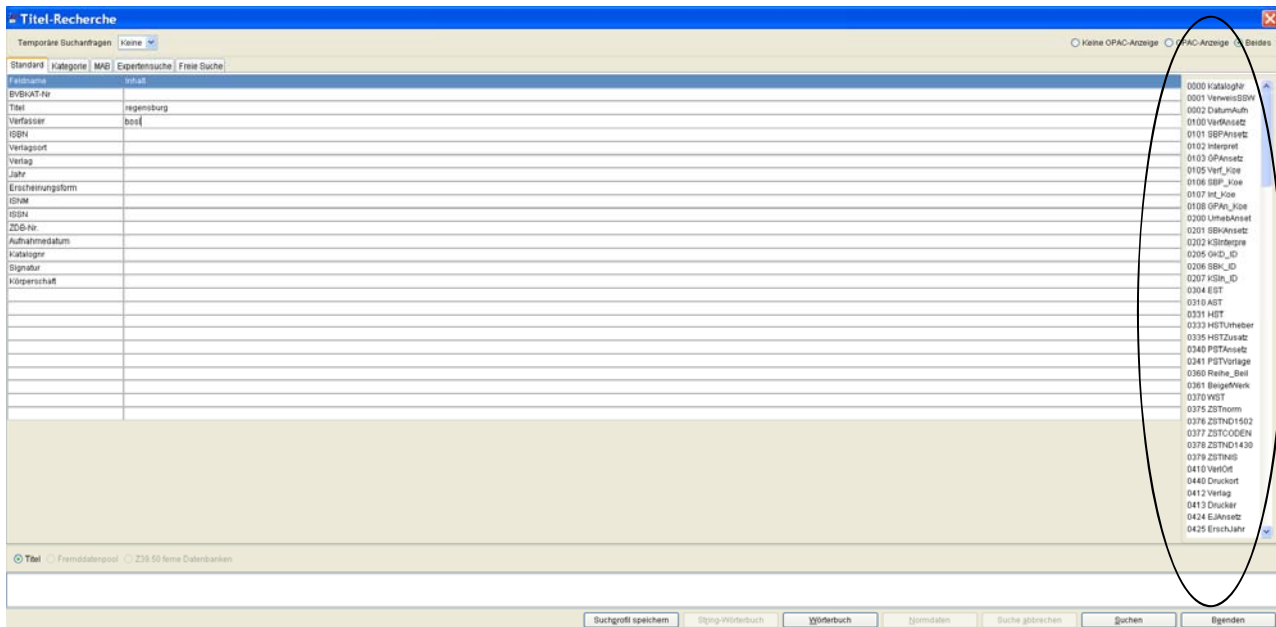 Titel-Recherche
Temporäre Suchanfragen Keine Keine OPAC-Anzeige OPAC-Anzeige Beides
Standard Kategorie MAB Expertensuche Freie Suche
Feldname Inhalt
BVBKAT-Nr
Titel regensburg
Verfasser bosl
ISBN
Verlagsort
Verlag
Jahr
Erscheinungsform
ISNM
ISSN
ZDB-Nr.
Aufnahmedatum
Katalognr
Signatur
Körperschaft
0000 KatalogNr
0001 VerweisSSW
0002 DatumAufn
0100 VerfAnsetz
0101 SBPAnsetz
0102 Interpret
0103 GPAnsetz
0105 Verf_Koe
0106 SBP_Koe
0107 Int_Koe
0108 GPAn_Koe
0200 UrhebAnset
0201 SBKAnsetz
0202 KSInterpre
0205 GKD_ID
0206 SBK_ID
0207 KSIn_ID
0304 EST
0310 AST
0331 HST
0333 HSTUrheber
0335 HSTZusatz
0340 PSTAnsetz
0341 PSTVorlage
0360 Reihe_Beil
0361 BeigefWerk
0370 WST
0375 ZSTnorm
0376 ZSTND1502
0377 ZSTCODEN
0378 ZSTND1430
0379 ZSTINIS
0410 VerlOrt
0440 Druckort
0412 Verlag
0413 Drucker
0424 EJAnsetz
0425 ErschJahr
Titel Fremddatenpool Z39.50 ferne Datenbanken
Suchprofil speichern String-Wörterbuch Wörterbuch Normdaten Suche abbrechen Suchen Beenden